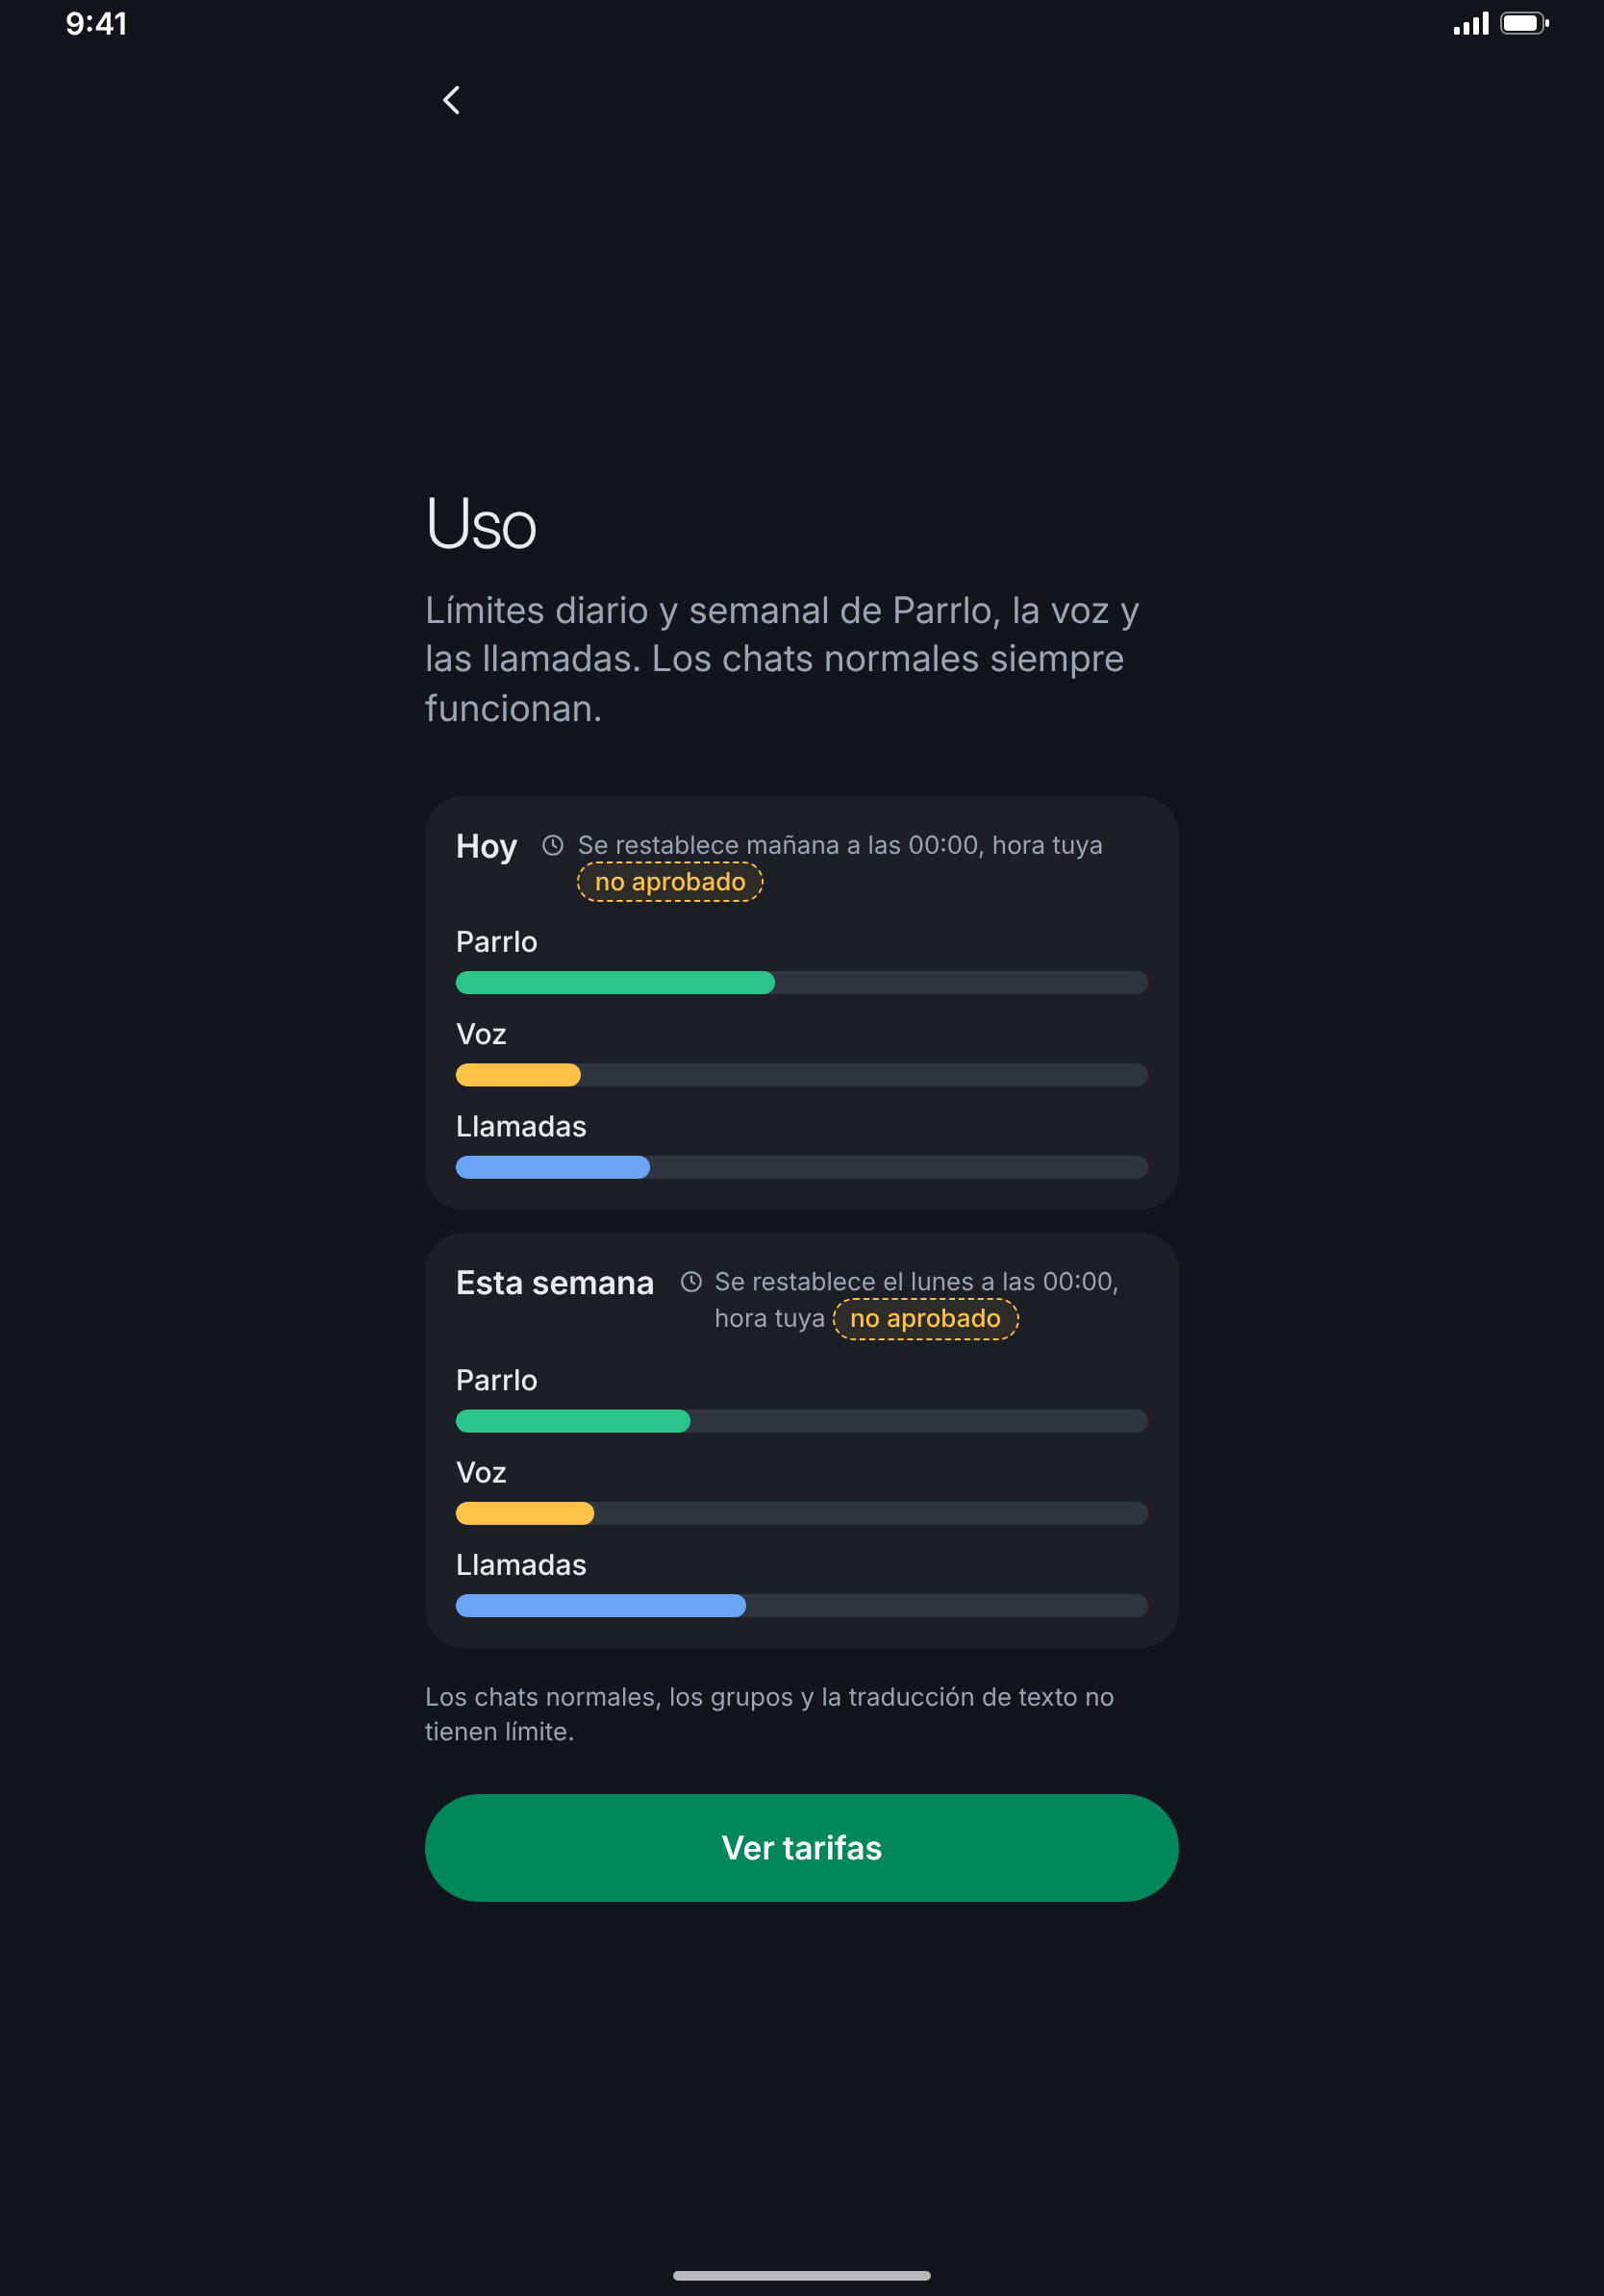 9:41
Uso
Límites diario y semanal de Parrlo, la voz y
las llamadas. Los chats normales siempre
funcionan.
Hoy Se restablece mañana a las 00:00, hora tuya
no aprobado
Parrlo
Voz
Llamadas
Esta semana Se restablece el lunes a las 00:00,
hora tuya no aprobado
Parrlo
Voz
Llamadas
Los chats normales, los grupos y la traducción de texto no
tienen límite.
Ver tarifas